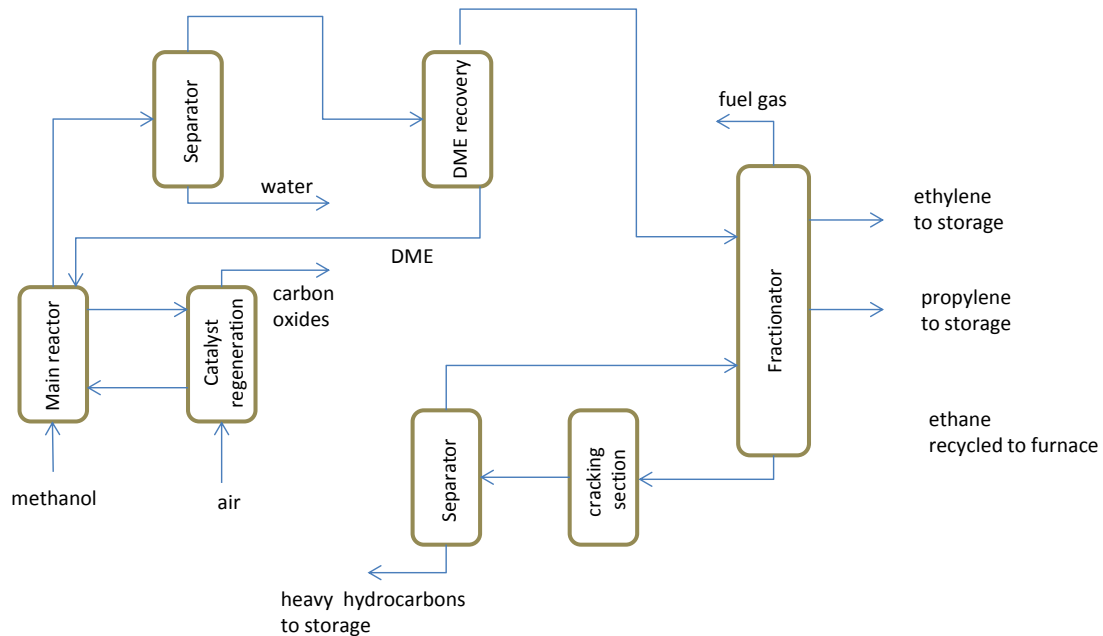 Separator
DME recovery
fuel gas
water
ethylene
to storage
DME
carbon
oxides
Main reactor
Catalyst
regeneration
propylene
to storage
Fractionator
ethane
recycled to furnace
Separator
cracking
section
methanol
air
heavy hydrocarbons
to storage